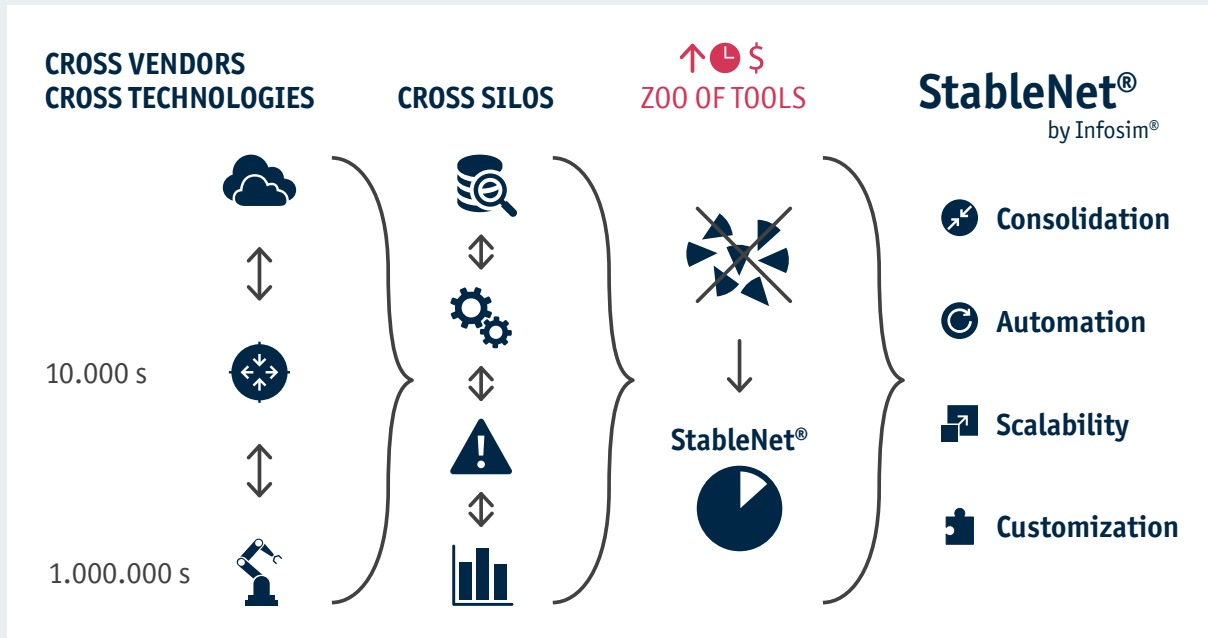 CROSS VENDORS
CROSS TECHNOLOGIES
CROSS SILOS
$
ZOO OF TOOLS
StableNet®
by Infosim®
10.000 s
1.000.000 s
StableNet®
Consolidation
Automation
Scalability
Customization